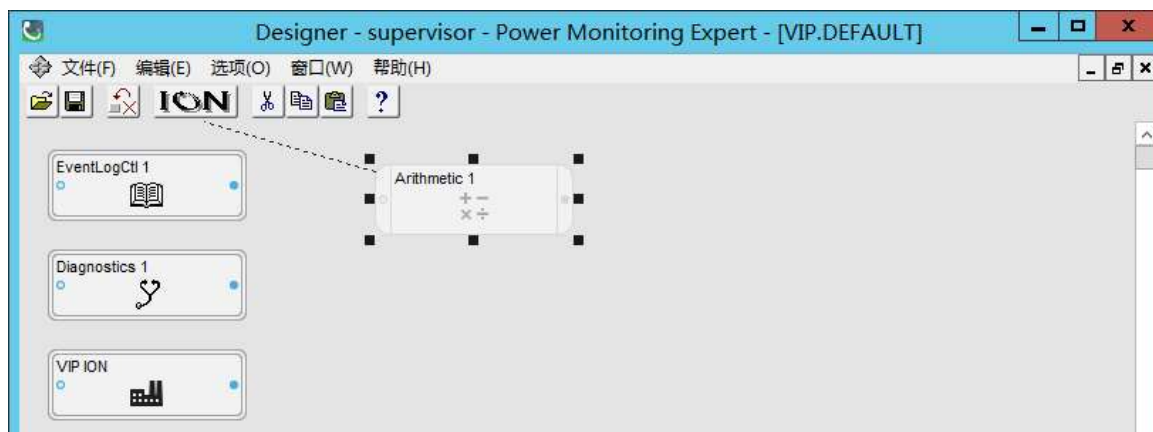 Designer - supervisor - Power Monitoring Expert - [VIP.DEFAULT]
文件(F) 编辑(E) 选项(O) 窗口(W) 帮助(H)
ION
EventLogCtl 1
Arithmetic 1
Diagnostics 1
VIP ION